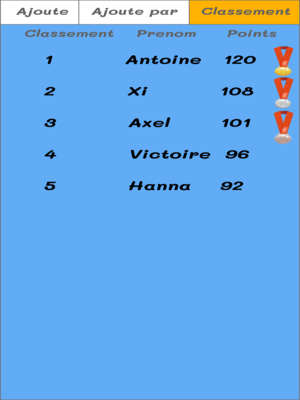 Ajoute Ajoute par Classement
Classement Prenom Points
1 Antoine 120
2 Xi 108
3 Axel 101
4 Victoire 96
5 Hanna 92